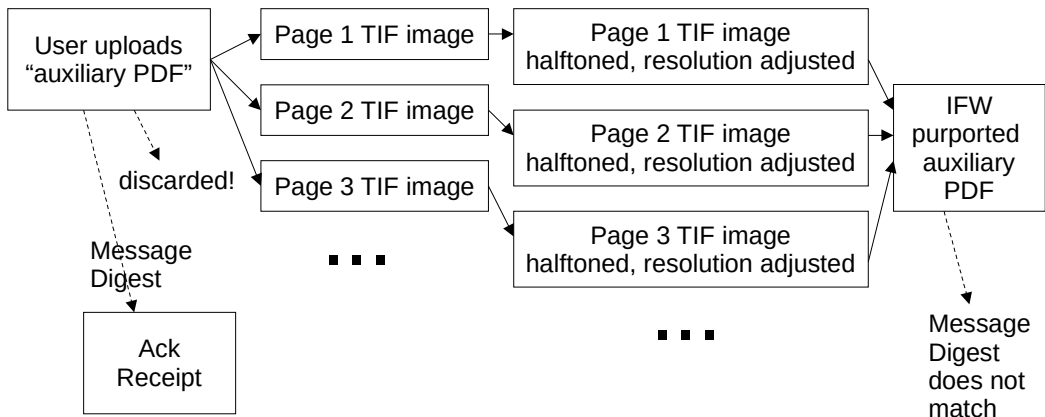 User uploads
“auxiliary PDF”
Page 1 TIF image
Page 1 TIF image
halftoned, resolution adjusted
Page 2 TIF image
Page 2 TIF image
halftoned, resolution adjusted
IFW
purported
auxiliary
PDF
discarded!
Page 3 TIF image
Page 3 TIF image
halftoned, resolution adjusted
Message
Digest
...
...
Ack
Receipt
Message
Digest
does not
match